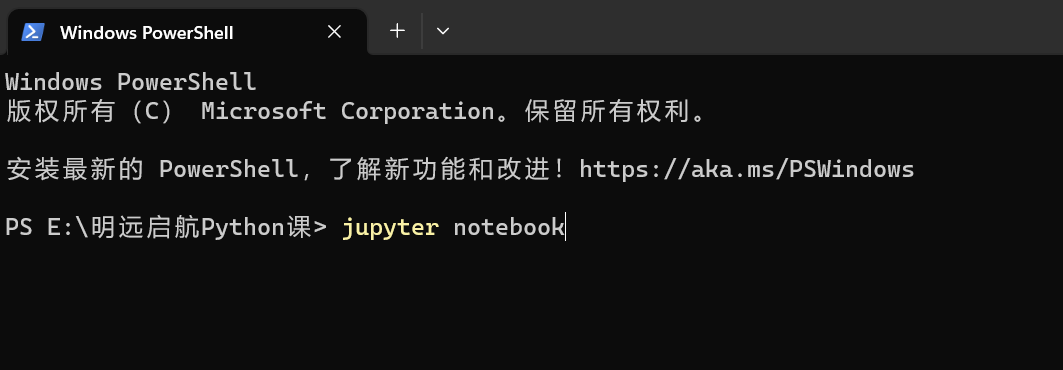 Windows PowerShell
Windows PowerShell
版权所有（C） Microsoft Corporation。保留所有权利。
安装最新的 PowerShell，了解新功能和改进！https://aka.ms/PSWindows
PS E:\明远启航Python课> jupyter notebook